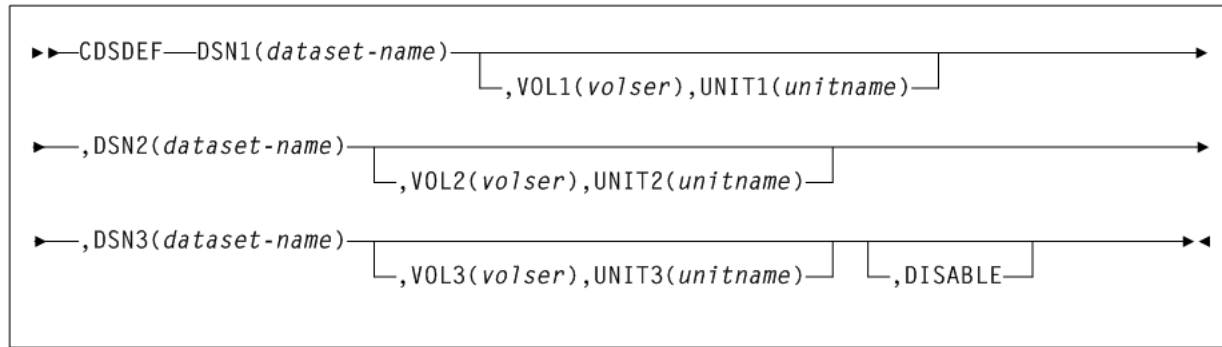 CDSDEF DSN1(dataset-name)
,VOL1(volser),UNIT1(unitname)
,DSN2(dataset-name)
,VOL2(volser),UNIT2(unitname)
,DSN3(dataset-name)
,VOL3(volser),UNIT3(unitname) ,DISABLE